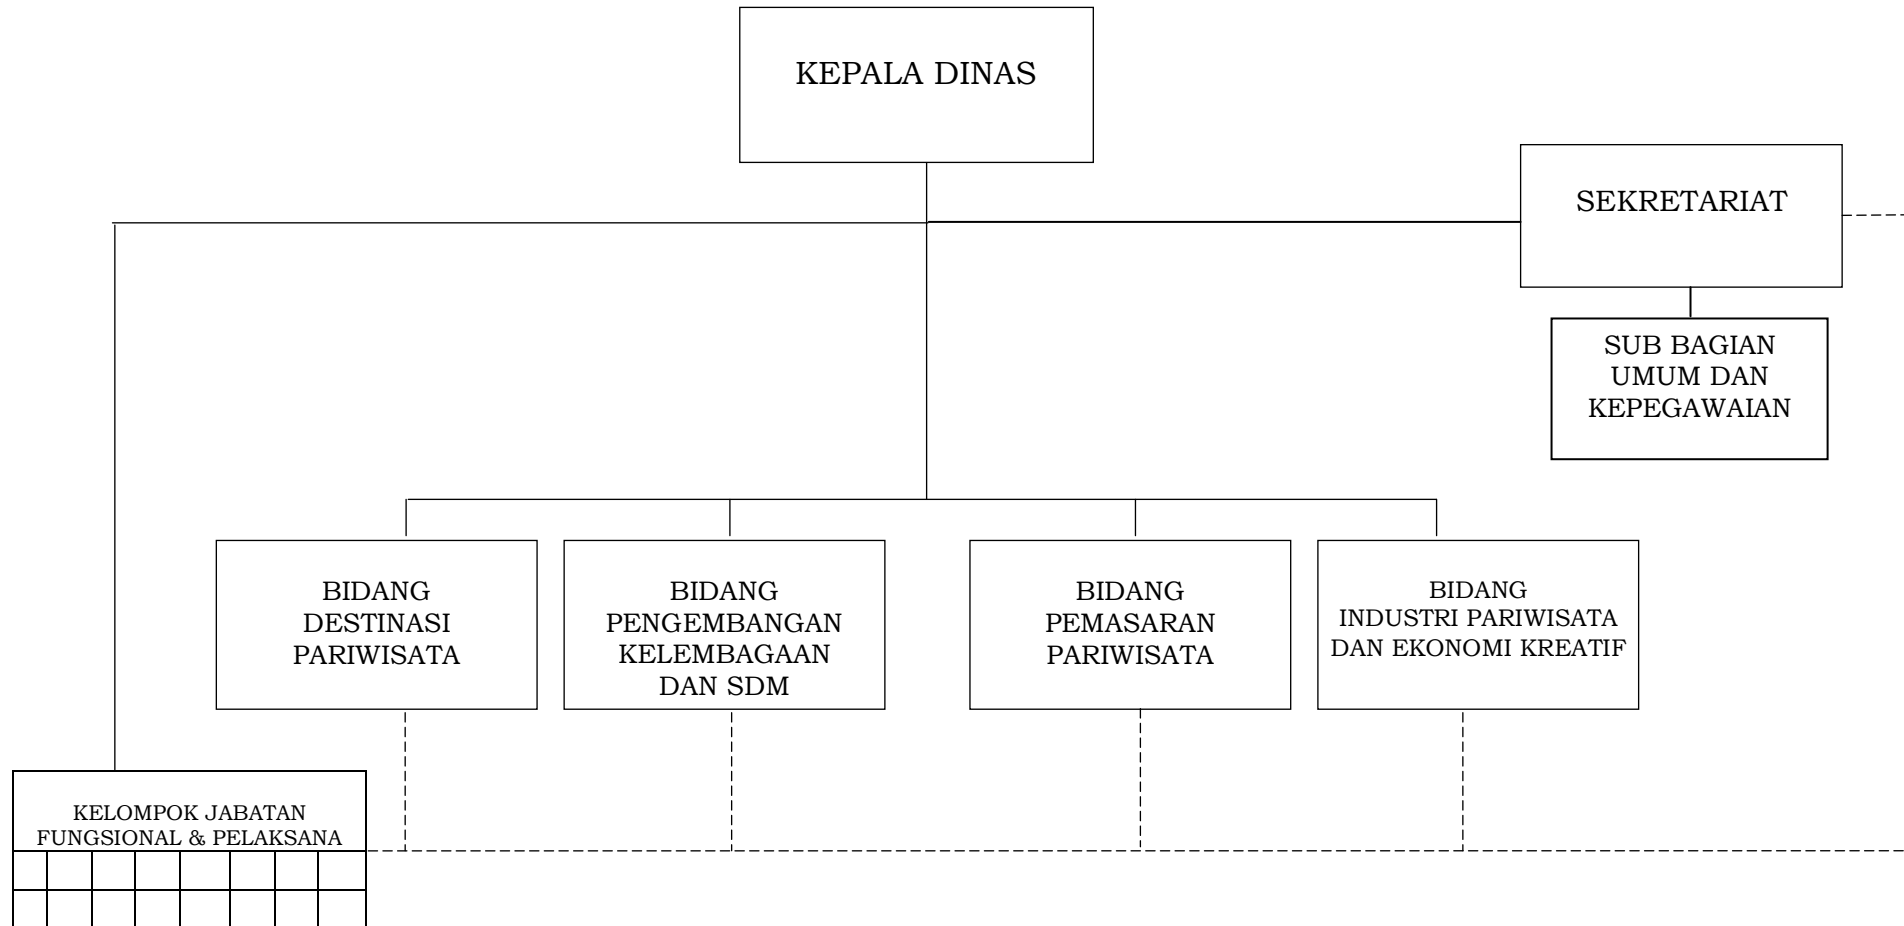 KEPALA DINAS
SEKRETARIAT
SUB BAGIAN
UMUM DAN
KEPEGAWAIAN
BIDANG
DESTINASI
PARIWISATA
BIDANG
PENGEMBANGAN
KELEMBAGAAN
DAN SDM
BIDANG
PEMASARAN
PARIWISATA
BIDANG
INDUSTRI PARIWISATA
DAN EKONOMI KREATIF
KELOMPOK JABATAN
FUNGSIONAL & PELAKSANA